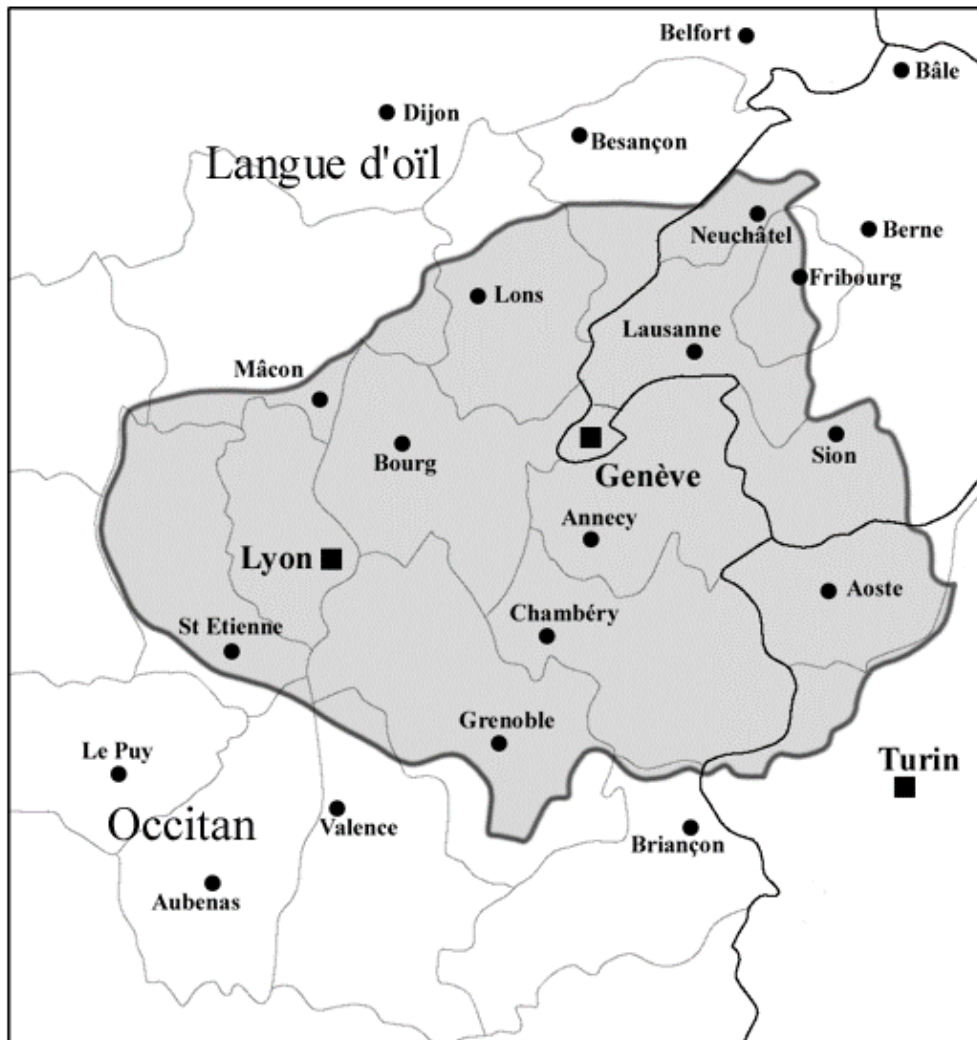 Belfort
Bâle
Dijon
Besançon
Langue d'oïl
Neuchâtel
Berne
Fribourg
Lons
Lausanne
Mâcon
Bourg
Sion
Genève
Annecy
Lyon
Aoste
Chambéry
St Etienne
Grenoble
Le Puy
Turin
Occitan
Valence
Briançon
Aubenas